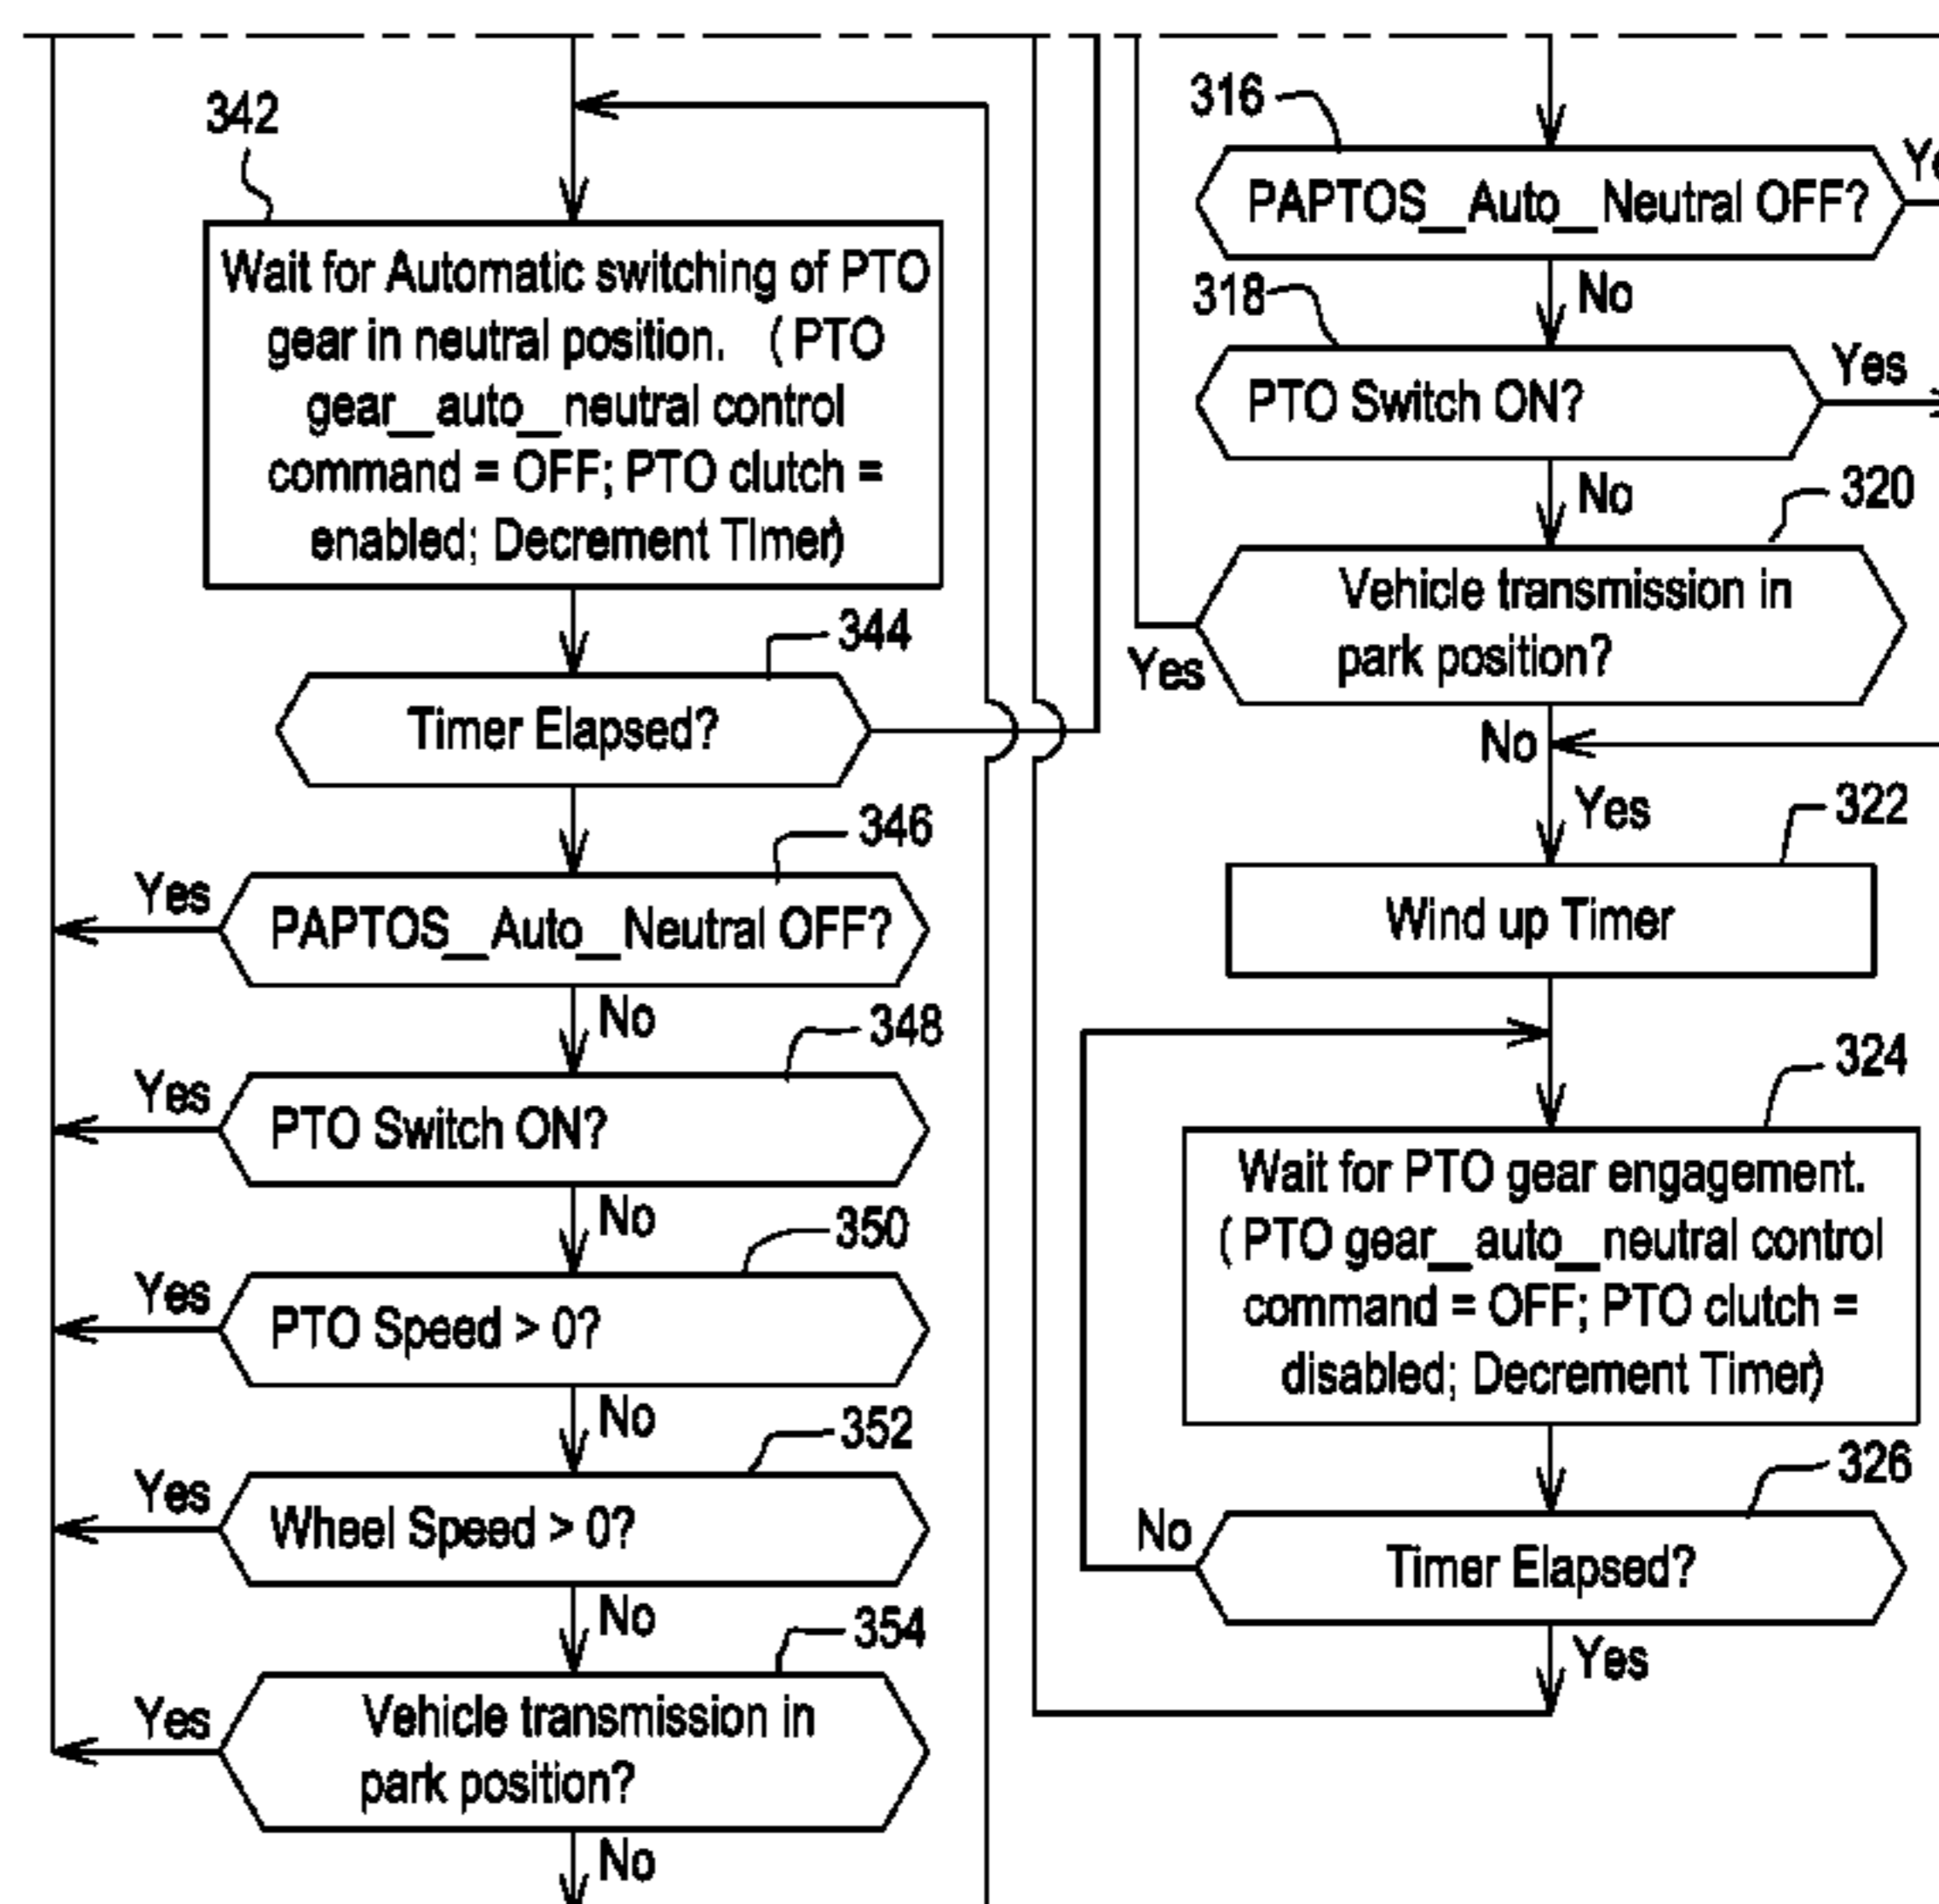 342
Wait for Automatic switching of PTO
gear in neutral position. ( PTO
gear__auto__neutral control
command = OFF; PTO clutch =
enabled; Decrement TImer)
344
Timer Elapsed?
346
Yes
PAPTOS__Auto__Neutral OFF?
No
348
Yes
PTO Switch ON?
No
350
Yes
PTO Speed > 0?
No
352
Yes
Wheel Speed > 0?
No
354
Yes
Vehicle transmission in
park position?
No
316
PAPTOS__Auto__Neutral OFF?
No
318
PTO Switch ON?
Yes
No
320
Vehicle transmission in
park position?
Yes
No
Yes
322
Wind up Timer
324
Wait for PTO gear engagement.
( PTO gear__auto__neutral control
command = OFF; PTO clutch =
disabled; Decrement Timer)
326
No
Timer Elapsed?
Yes